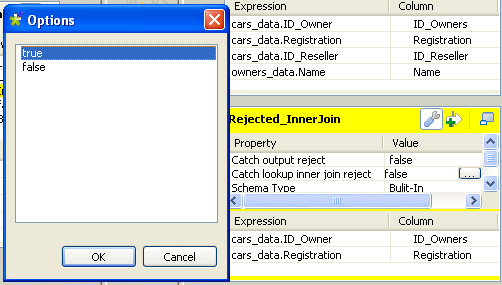 Options
true
false
OK
Cancel
Expression Column
cars_data.ID_Owner ID_Owners
cars_data.Registration Registration
cars_data.ID_Reseller ID_Reseller
owners_data.Name Name
Rejected_InnerJoin
Property Value
Catch output reject false
Catch lookup inner join reject false ...
Schema Type Bulit-In
Expression Column
cars_data.ID_Owner ID_Owners
cars_data.Registration Registration